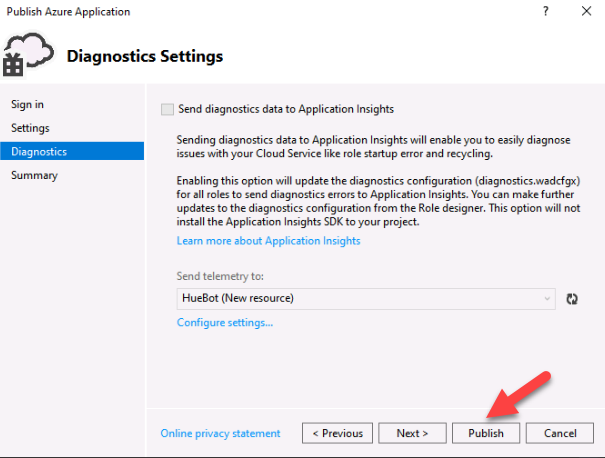 Publish Azure Application
?
Diagnostics Settings
Sign in
Settings
Diagnostics
Summary
Send diagnostics data to Application Insights
Sending diagnostics data to Application Insights will enable you to easily diagnose
issues with your Cloud Service like role startup error and recycling.
Enabling this option will update the diagnostics configuration (diagnostics.wadcfgx)
for all roles to send diagnostics errors to Application Insights. You can make further
updates to the diagnostics configuration from the Role designer. This option will not
install the Application Insights SDK to your project.
Learn more about Application Insights
Send telemetry to:
HueBot (New resource)
Configure settings...
Online privacy statement
< Previous
Next >
Publish
Cancel